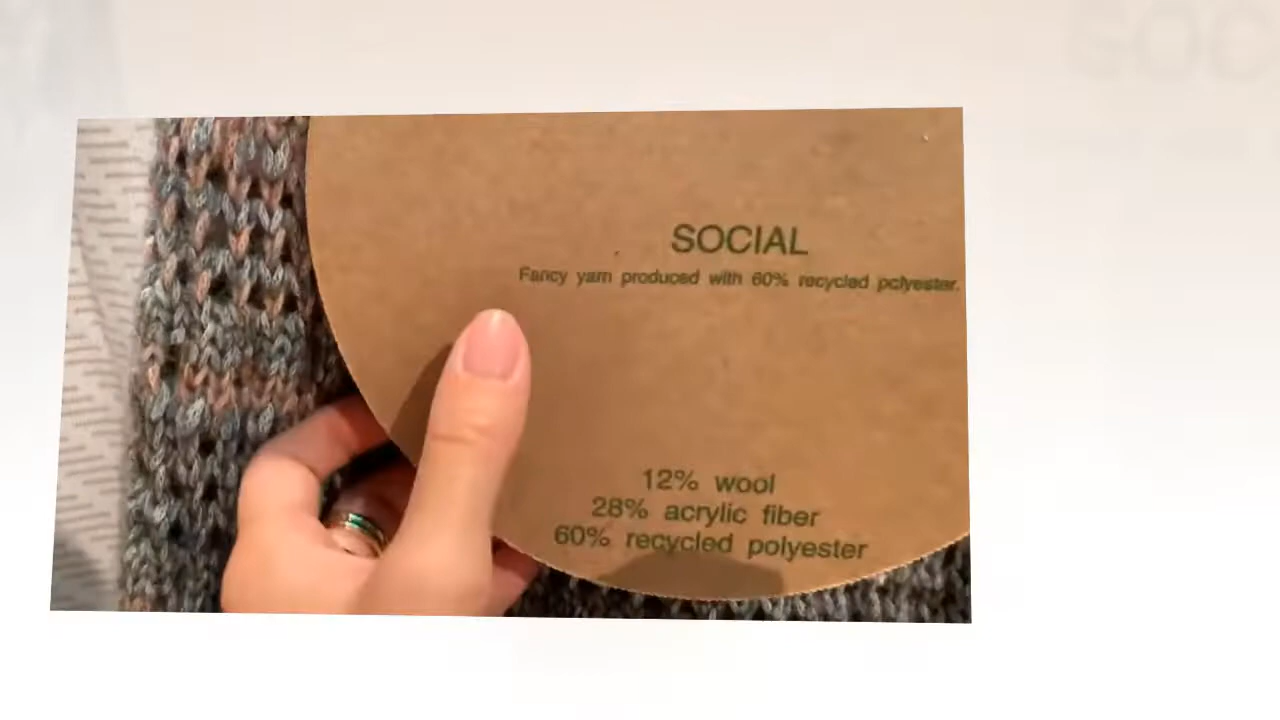 SOCIAL
Fancy yarn produced with 60% recycled polyester.
12% wool
28% acrylic fiber
60% recycled polyester